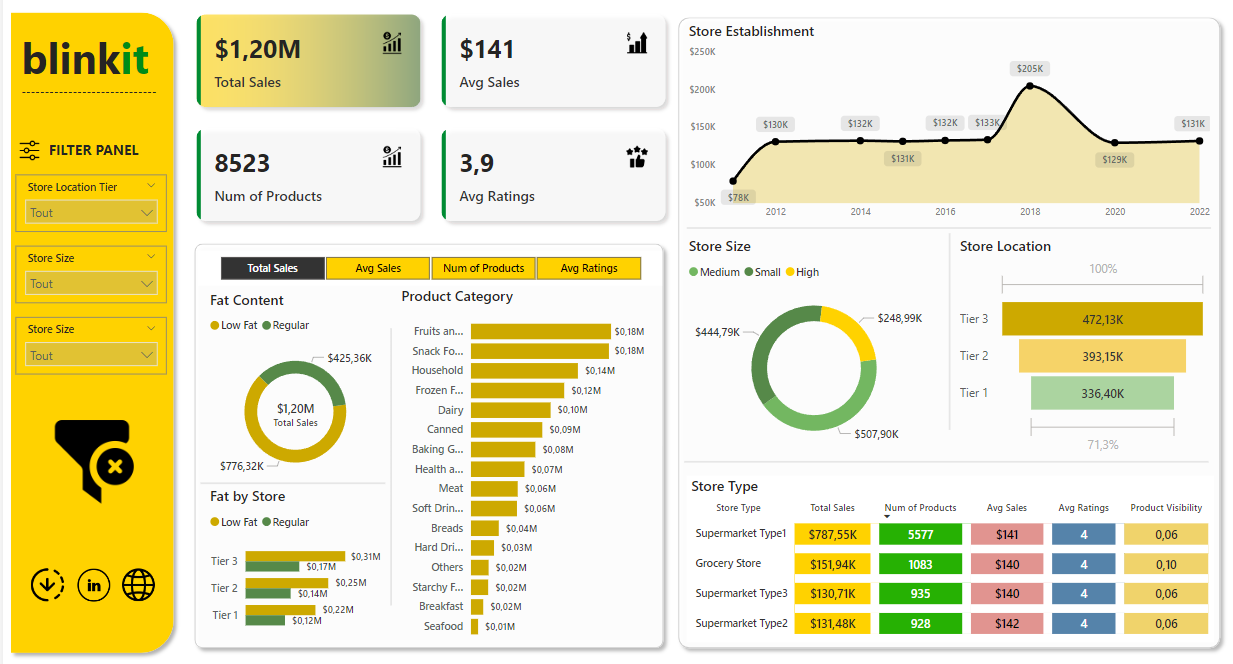 blinkit
FILTER PANEL
Store Location Tier
Tout
Store Size
Tout
Store Size
Tout
in
$1,20M
Total Sales
$141
Avg Sales
8523
Num of Products
3,9
Avg Ratings
Total Sales Avg Sales Num of Products Avg Ratings
Fat Content
Low Fat Regular
$425,36K
$1,20M
Total Sales
$776,32K
Fat by Store
Low Fat Regular
Tier 3 $0,31M
$0,17M
Tier 2 $0,25M
$0,14M
Tier 1 $0,22M
$0,12M
Product Category
Fruits an... $0,18M
Snack Fo... $0,18M
Household $0,14M
Frozen F... $0,12M
Dairy $0,10M
Canned $0,09M
Baking G... $0,08M
Health a... $0,07M
Meat $0,06M
Soft Drin... $0,06M
Breads $0,04M
Hard Dri... $0,03M
Others $0,02M
Starchy F... $0,02M
Breakfast $0,02M
Seafood $0,01M
Store Establishment
$250K
$200K
$150K
$100K
$50K
$78K $130K $132K $131K $132K $133K $205K $129K $131K
2012 2014 2016 2018 2020 2022
Store Size
Medium Small High
$444,79K
$248,99K
$507,90K
Store Location
100%
Tier 3 472,13K
Tier 2 393,15K
Tier 1 336,40K
71,3%
Store Type
Store Type Total Sales Num of Products Avg Sales Avg Ratings Product Visibility
Supermarket Type1 $787,55K 5577 $141 4 0,06
Grocery Store $151,94K 1083 $140 4 0,10
Supermarket Type3 $130,71K 935 $140 4 0,06
Supermarket Type2 $131,48K 928 $142 4 0,06